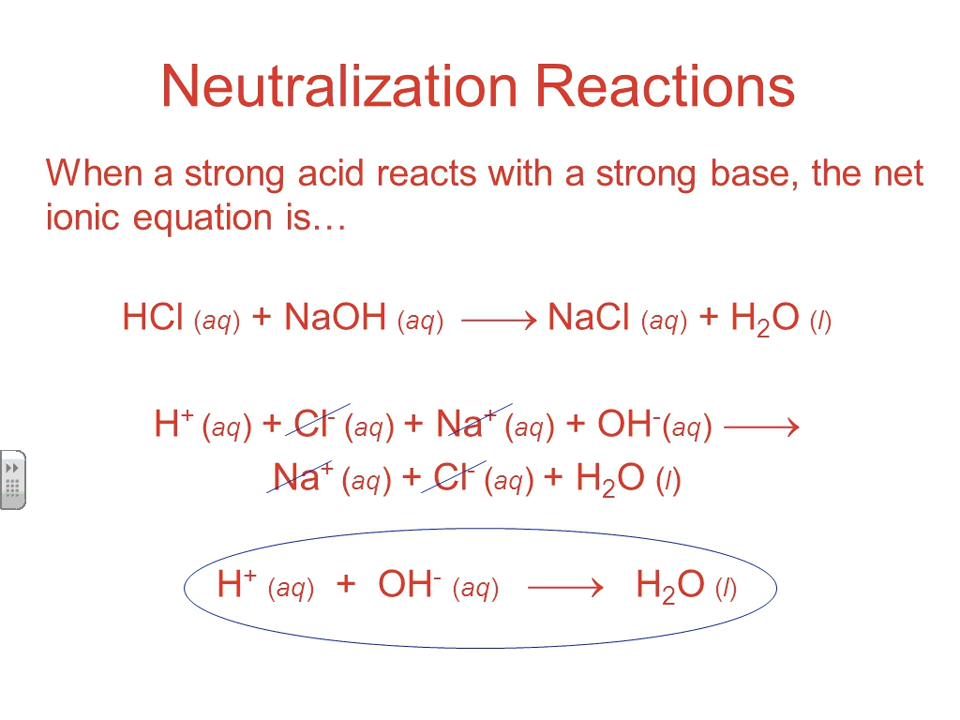 Neutralization Reactions
When a strong acid reacts with a strong base, the net
ionic equation is…
HCl (aq) + NaOH (aq) ⟶ NaCl (aq) + H₂O (l)
H⁺ (aq) + Cl⁻ (aq) + Na⁺ (aq) + OH⁻(aq) ⟶
Na⁺ (aq) + Cl⁻ (aq) + H₂O (l)
H⁺ (aq) + OH⁻ (aq) ⟶ H₂O (l)